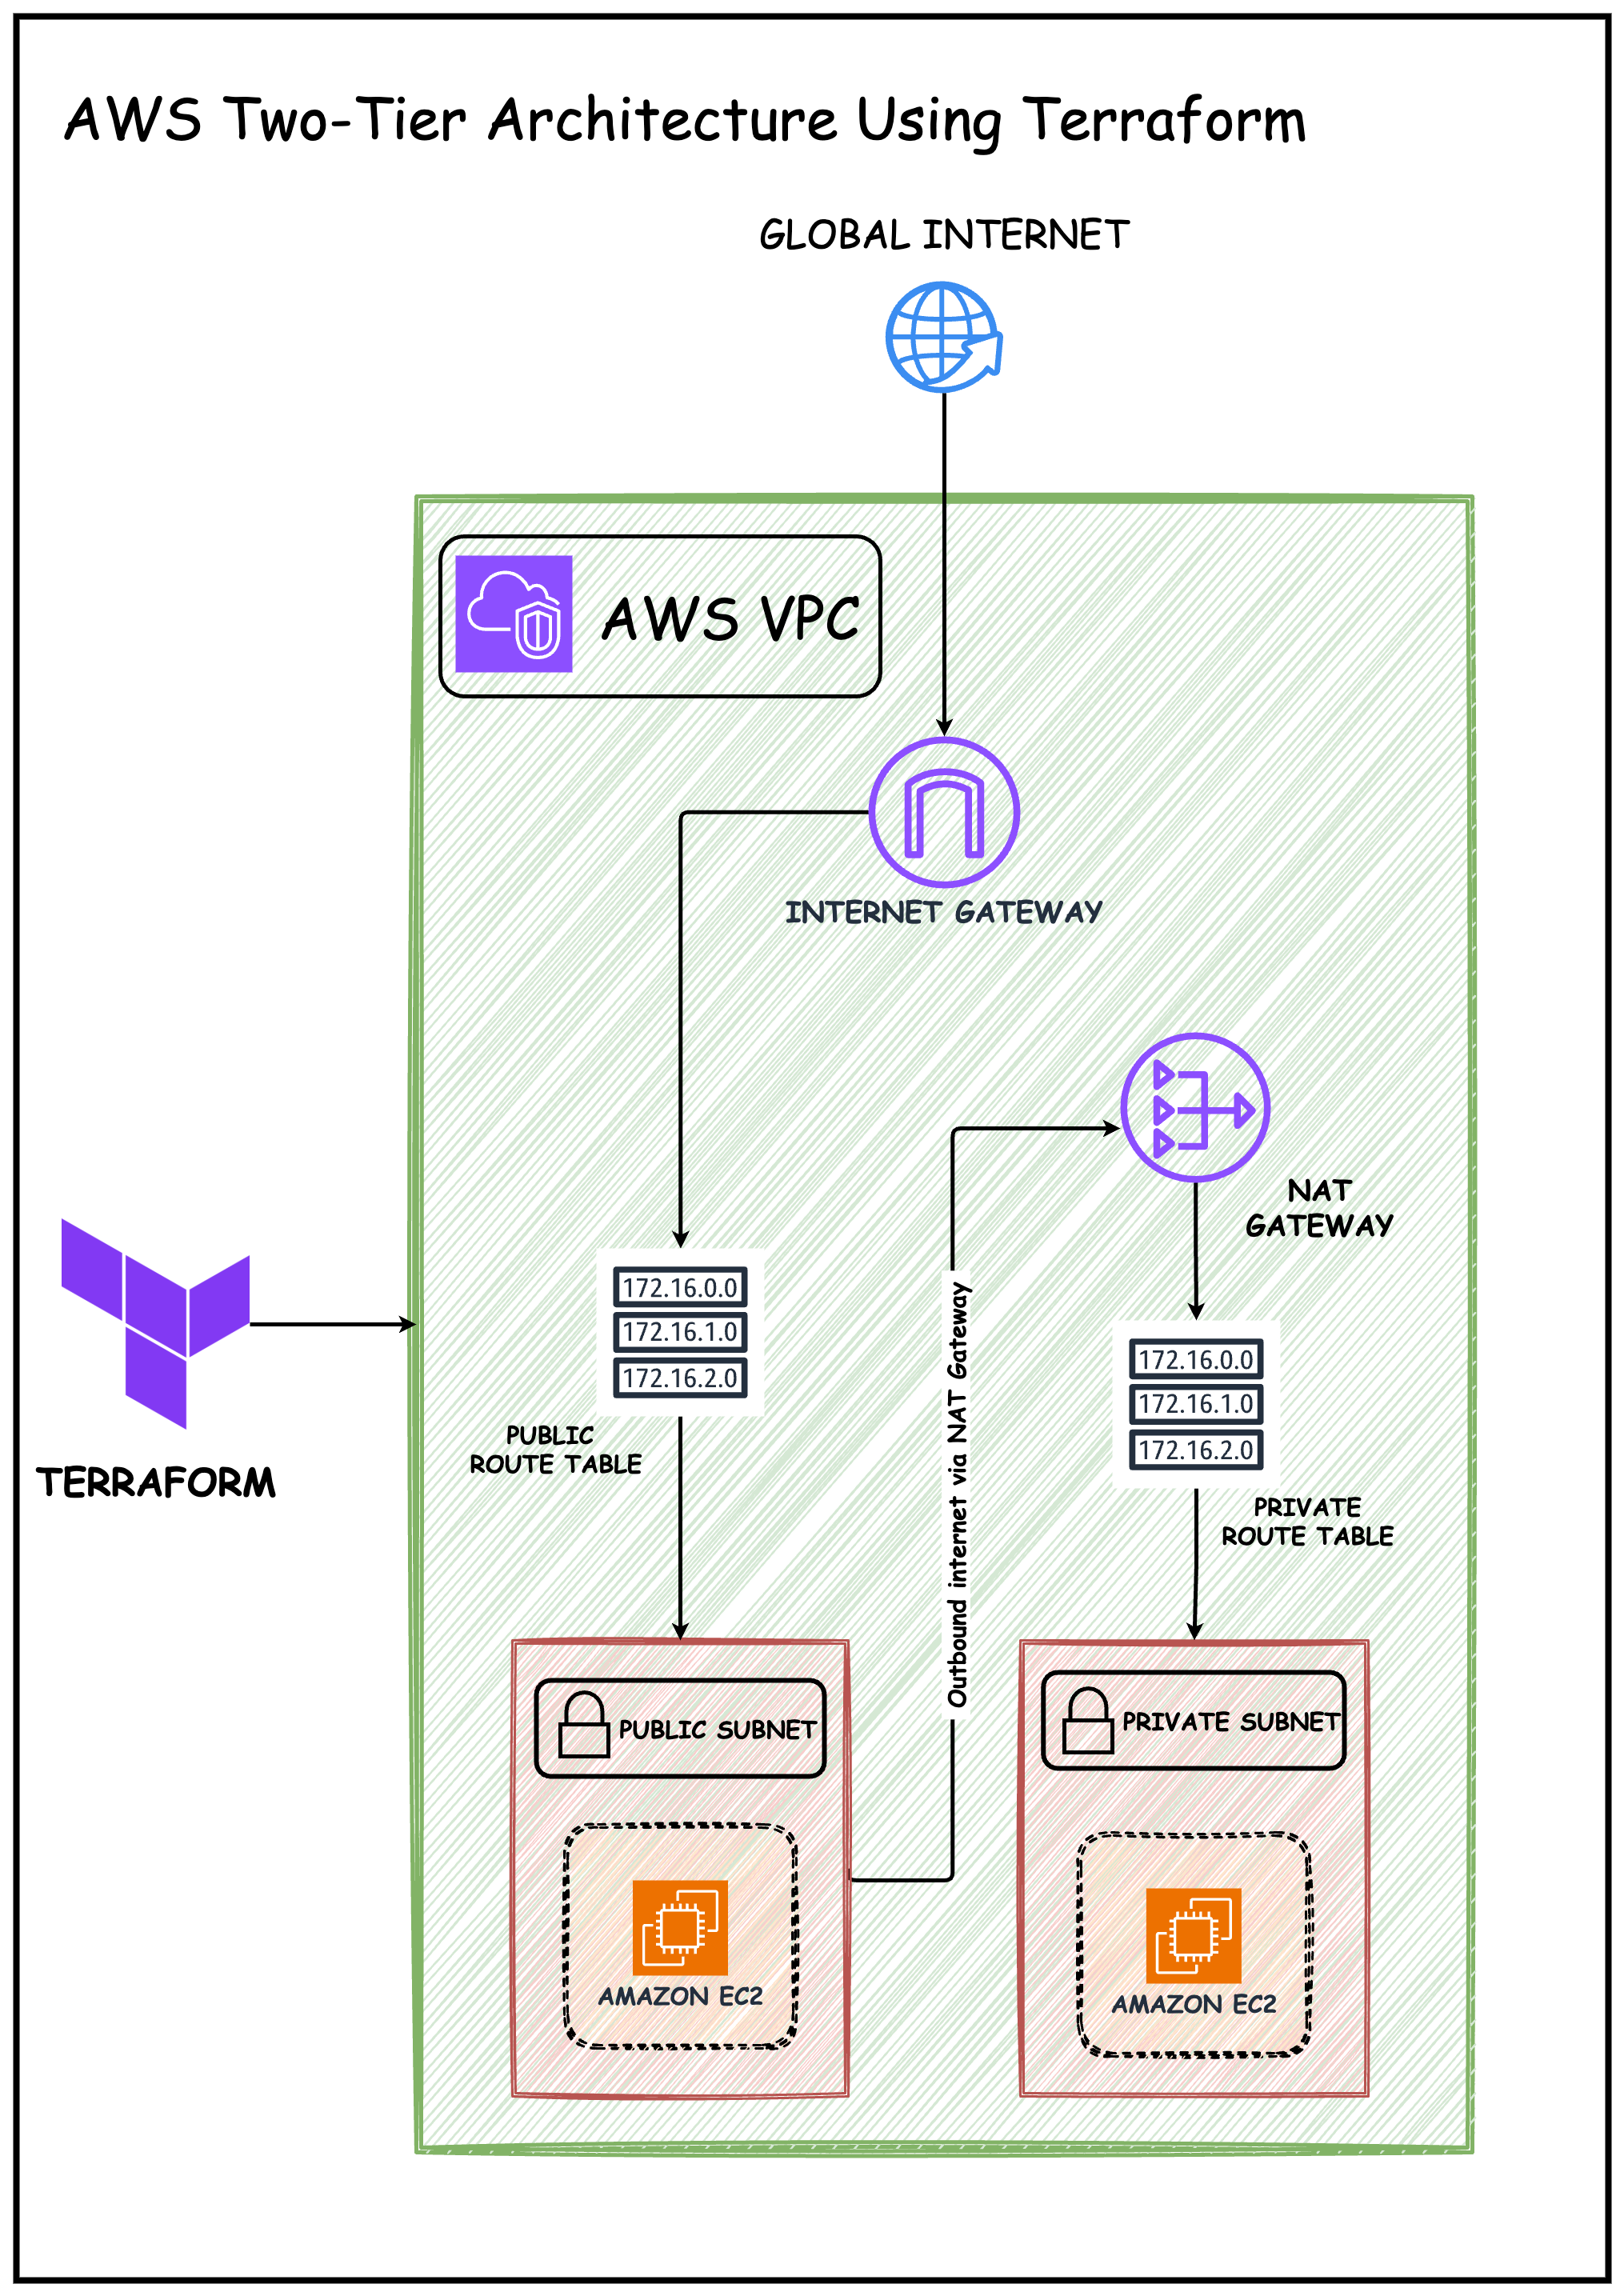 AWS Two-Tier Architecture Using Terraform
GLOBAL INTERNET
AWS VPC
INTERNET GATEWAY
NAT
GATEWAY
172.16.0.0
172.16.1.0
172.16.2.0
PUBLIC
ROUTE TABLE
Outbound internet via NAT Gateway
172.16.0.0
172.16.1.0
172.16.2.0
PRIVATE
ROUTE TABLE
TERRAFORM
PUBLIC SUBNET
AMAZON EC2
PRIVATE SUBNET
AMAZON EC2